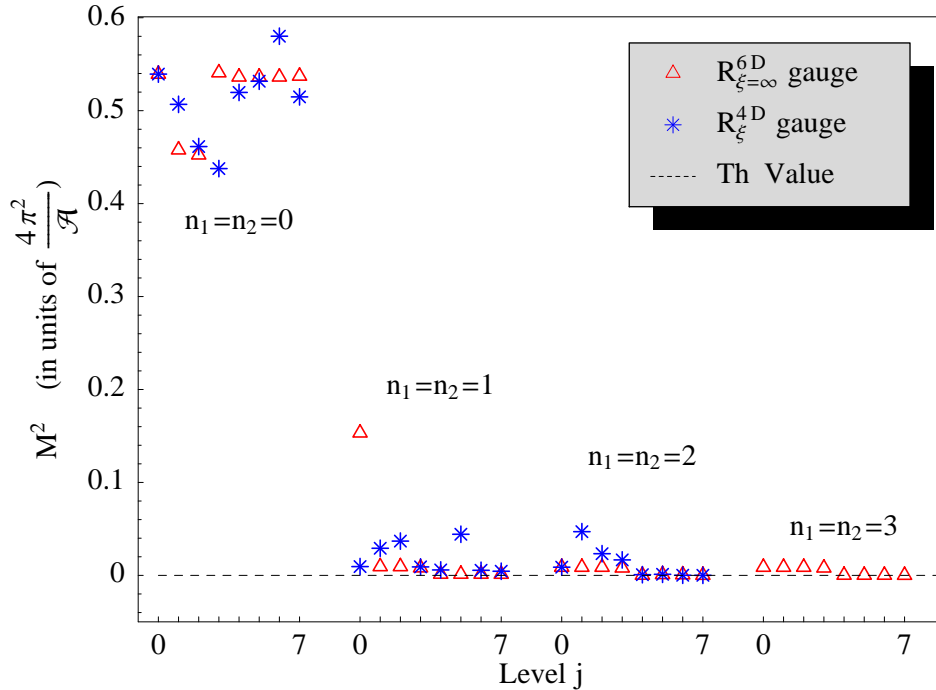 0.6
0.5
0.4
0.3
0.2
0.1
0
M² (in units of 4π²/𝒜)
R^{6D}_{ξ=∞} gauge
R^{4D}_ξ gauge
Th Value
n₁=n₂=0
n₁=n₂=1
n₁=n₂=2
n₁=n₂=3
0 7 0 7 0 7 0 7
Level j